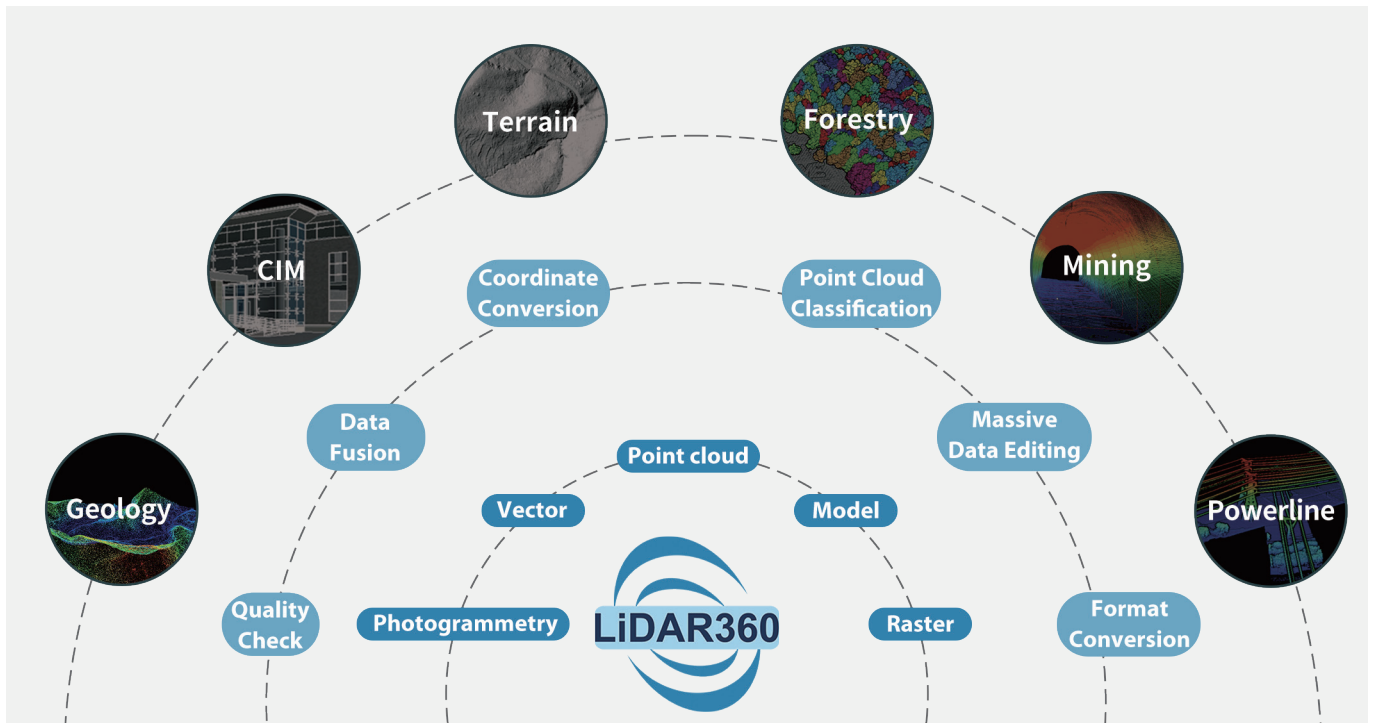 Terrain
Forestry
CIM
Mining
Coordinate
Conversion
Point Cloud
Classification
Data
Fusion
Massive
Data Editing
Geology
Powerline
Point cloud
Vector
Model
Quality
Check
Photogrammetry
LiDAR360
Raster
Format
Conversion